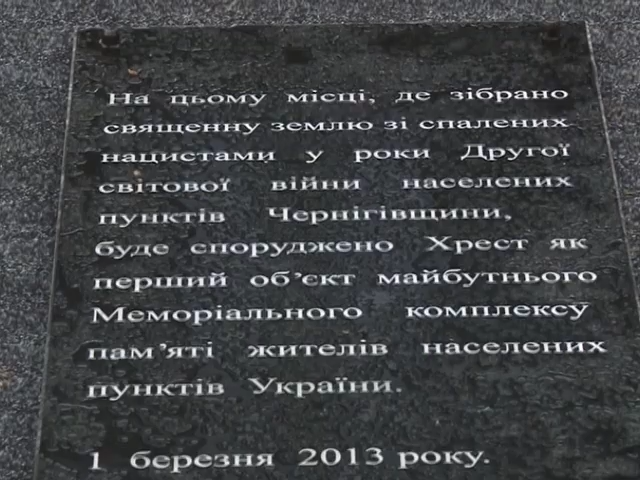 На цьому місці, де зібрано
священну землю зі спалених
нацистами у роки Другої
світової війни населених
пунктів Чернігівщини,
буде споруджено Хрест як
перший об’єкт майбутнього
Меморіального комплексу
пам’яті жителів населених
пунктів України.
1 березня 2013 року.